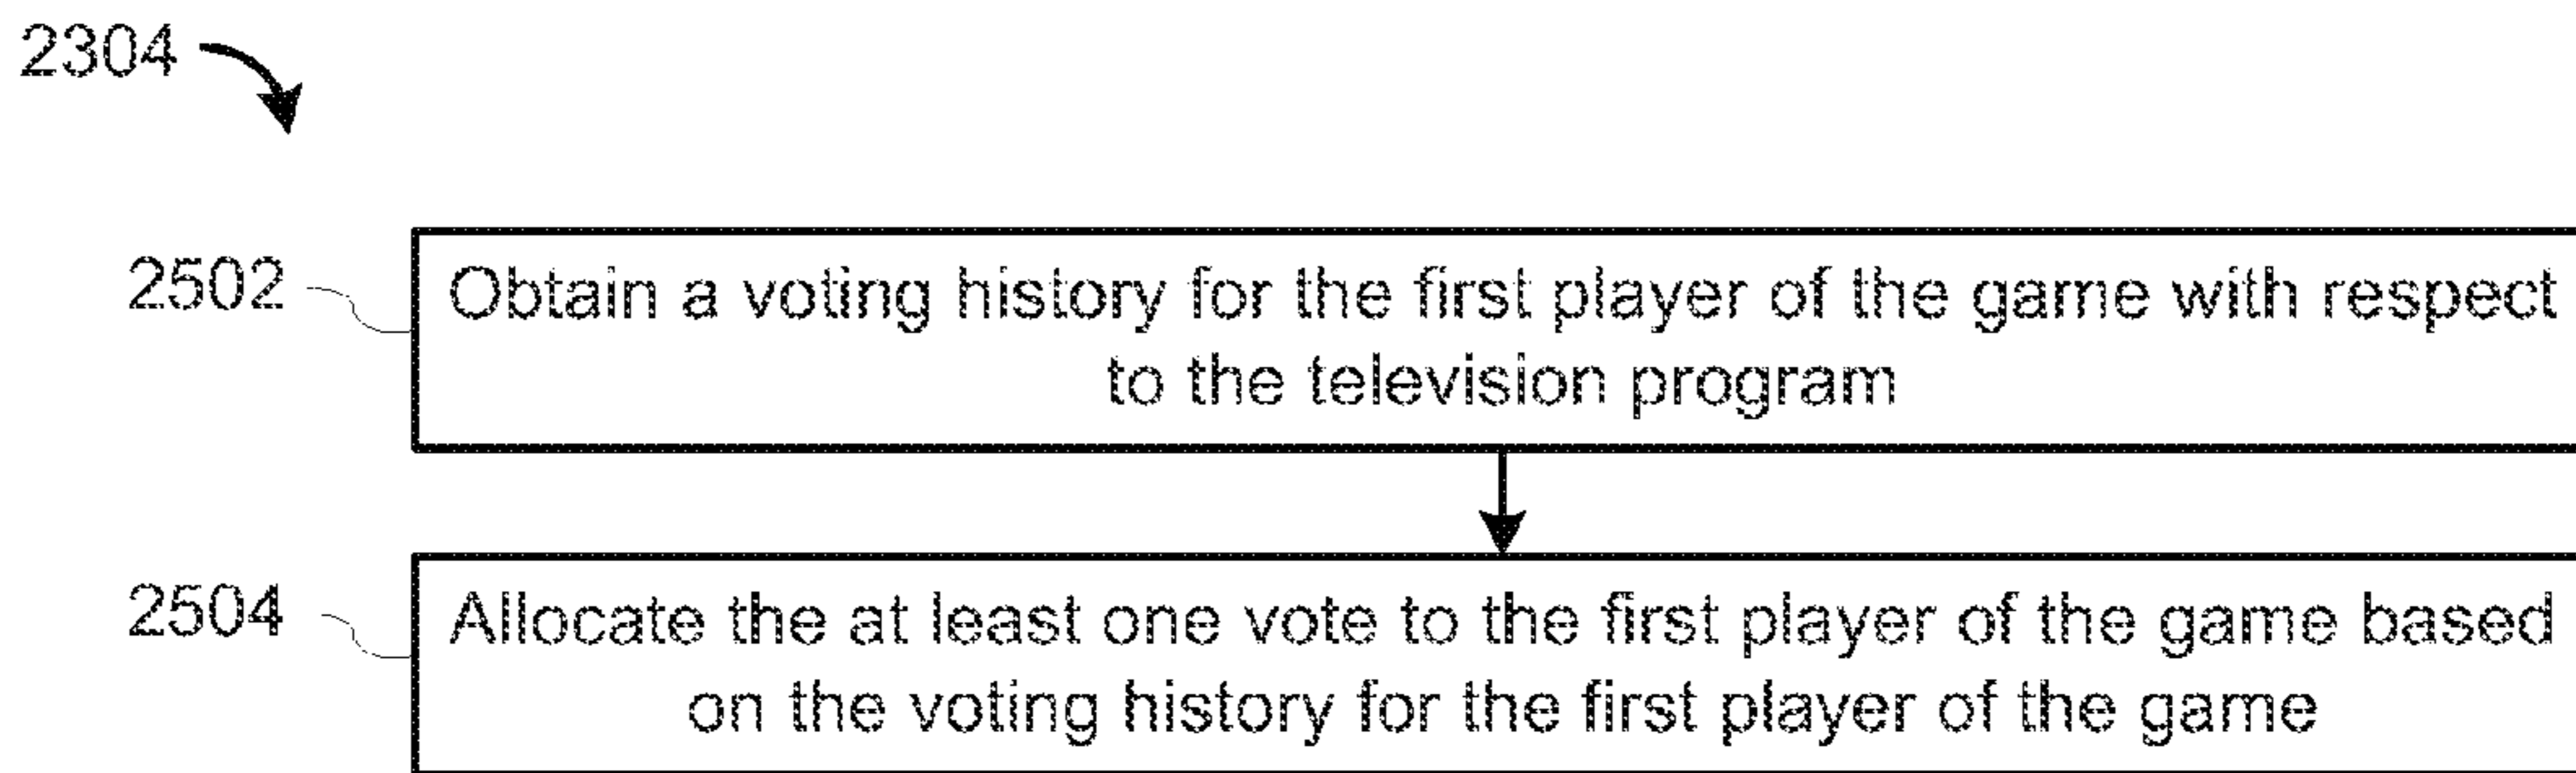 2304
2502
Obtain a voting history for the first player of the game with respect
to the television program
2504
Allocate the at least one vote to the first player of the game based
on the voting history for the first player of the game